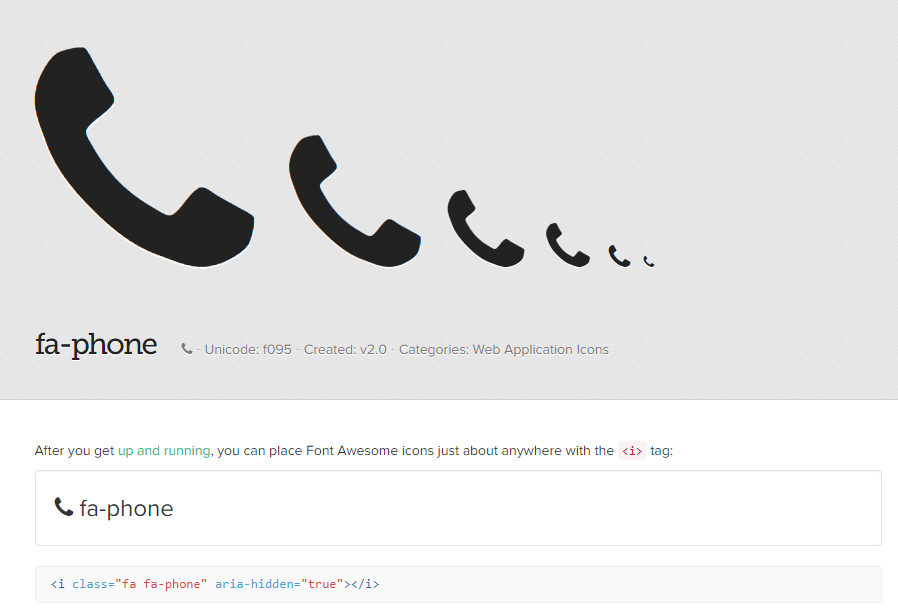 fa-phone · Unicode: f095 · Created: v2.0 · Categories: Web Application Icons
After you get up and running, you can place Font Awesome icons just about anywhere with the <i> tag:
fa-phone
<i class="fa fa-phone" aria-hidden="true"></i>